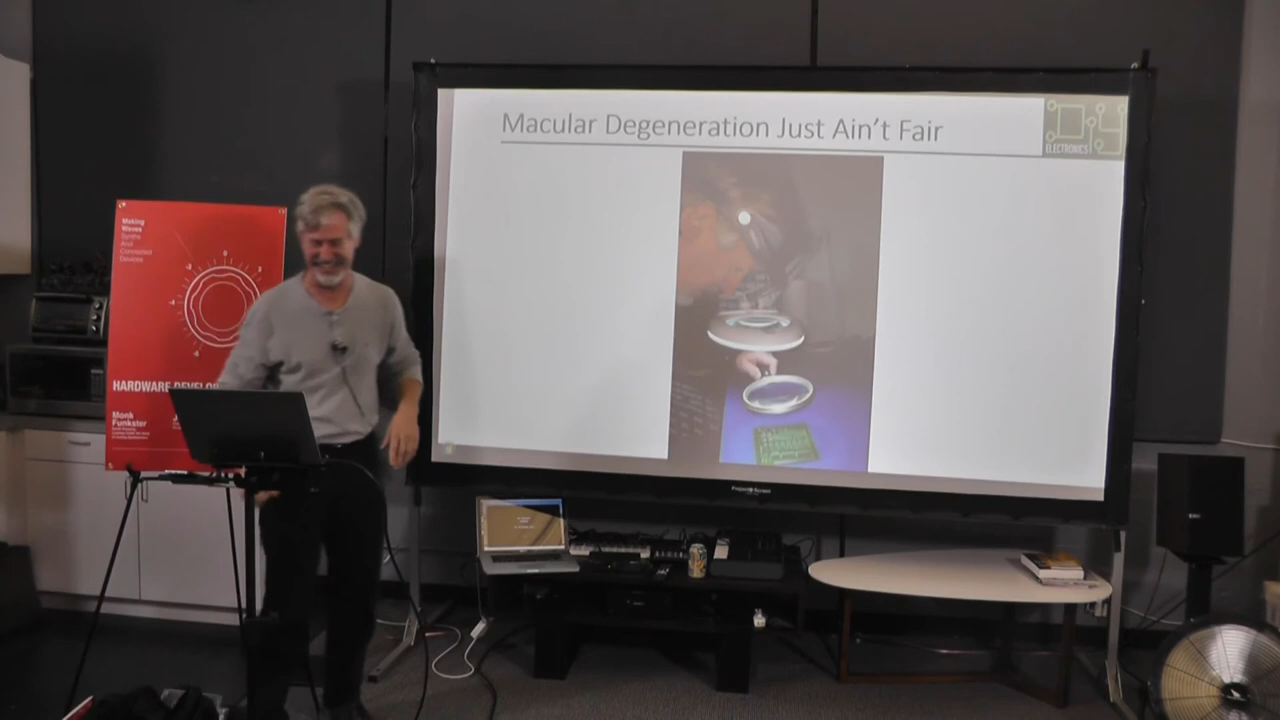 Macular Degeneration Just Ain't Fair
ELECTRONICS
Making
Waves
Synths
And
Connected
Devices
HARDWARE DEVELO
Monk
Funkster
J